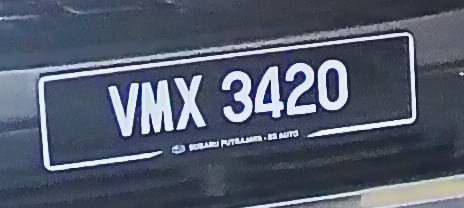 VMX 3420
SUBARU PUTRAJAYA - SS AUTO